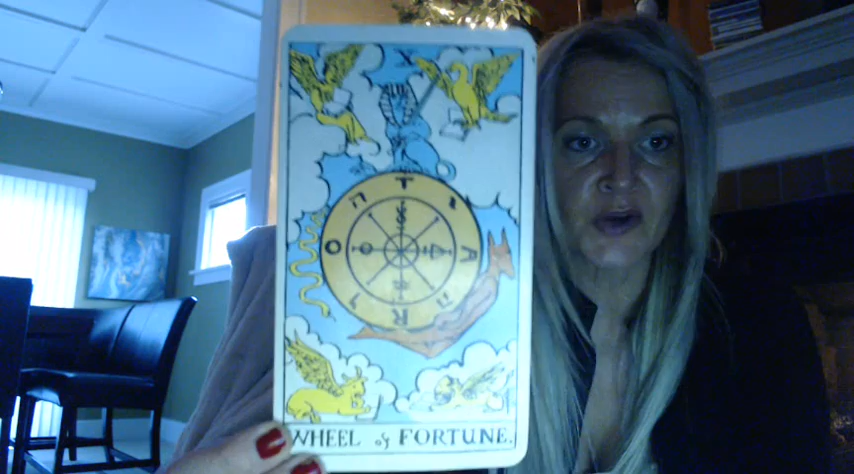 X
T
ה
י
O
A
ו
ה
R
WHEEL of FORTUNE.